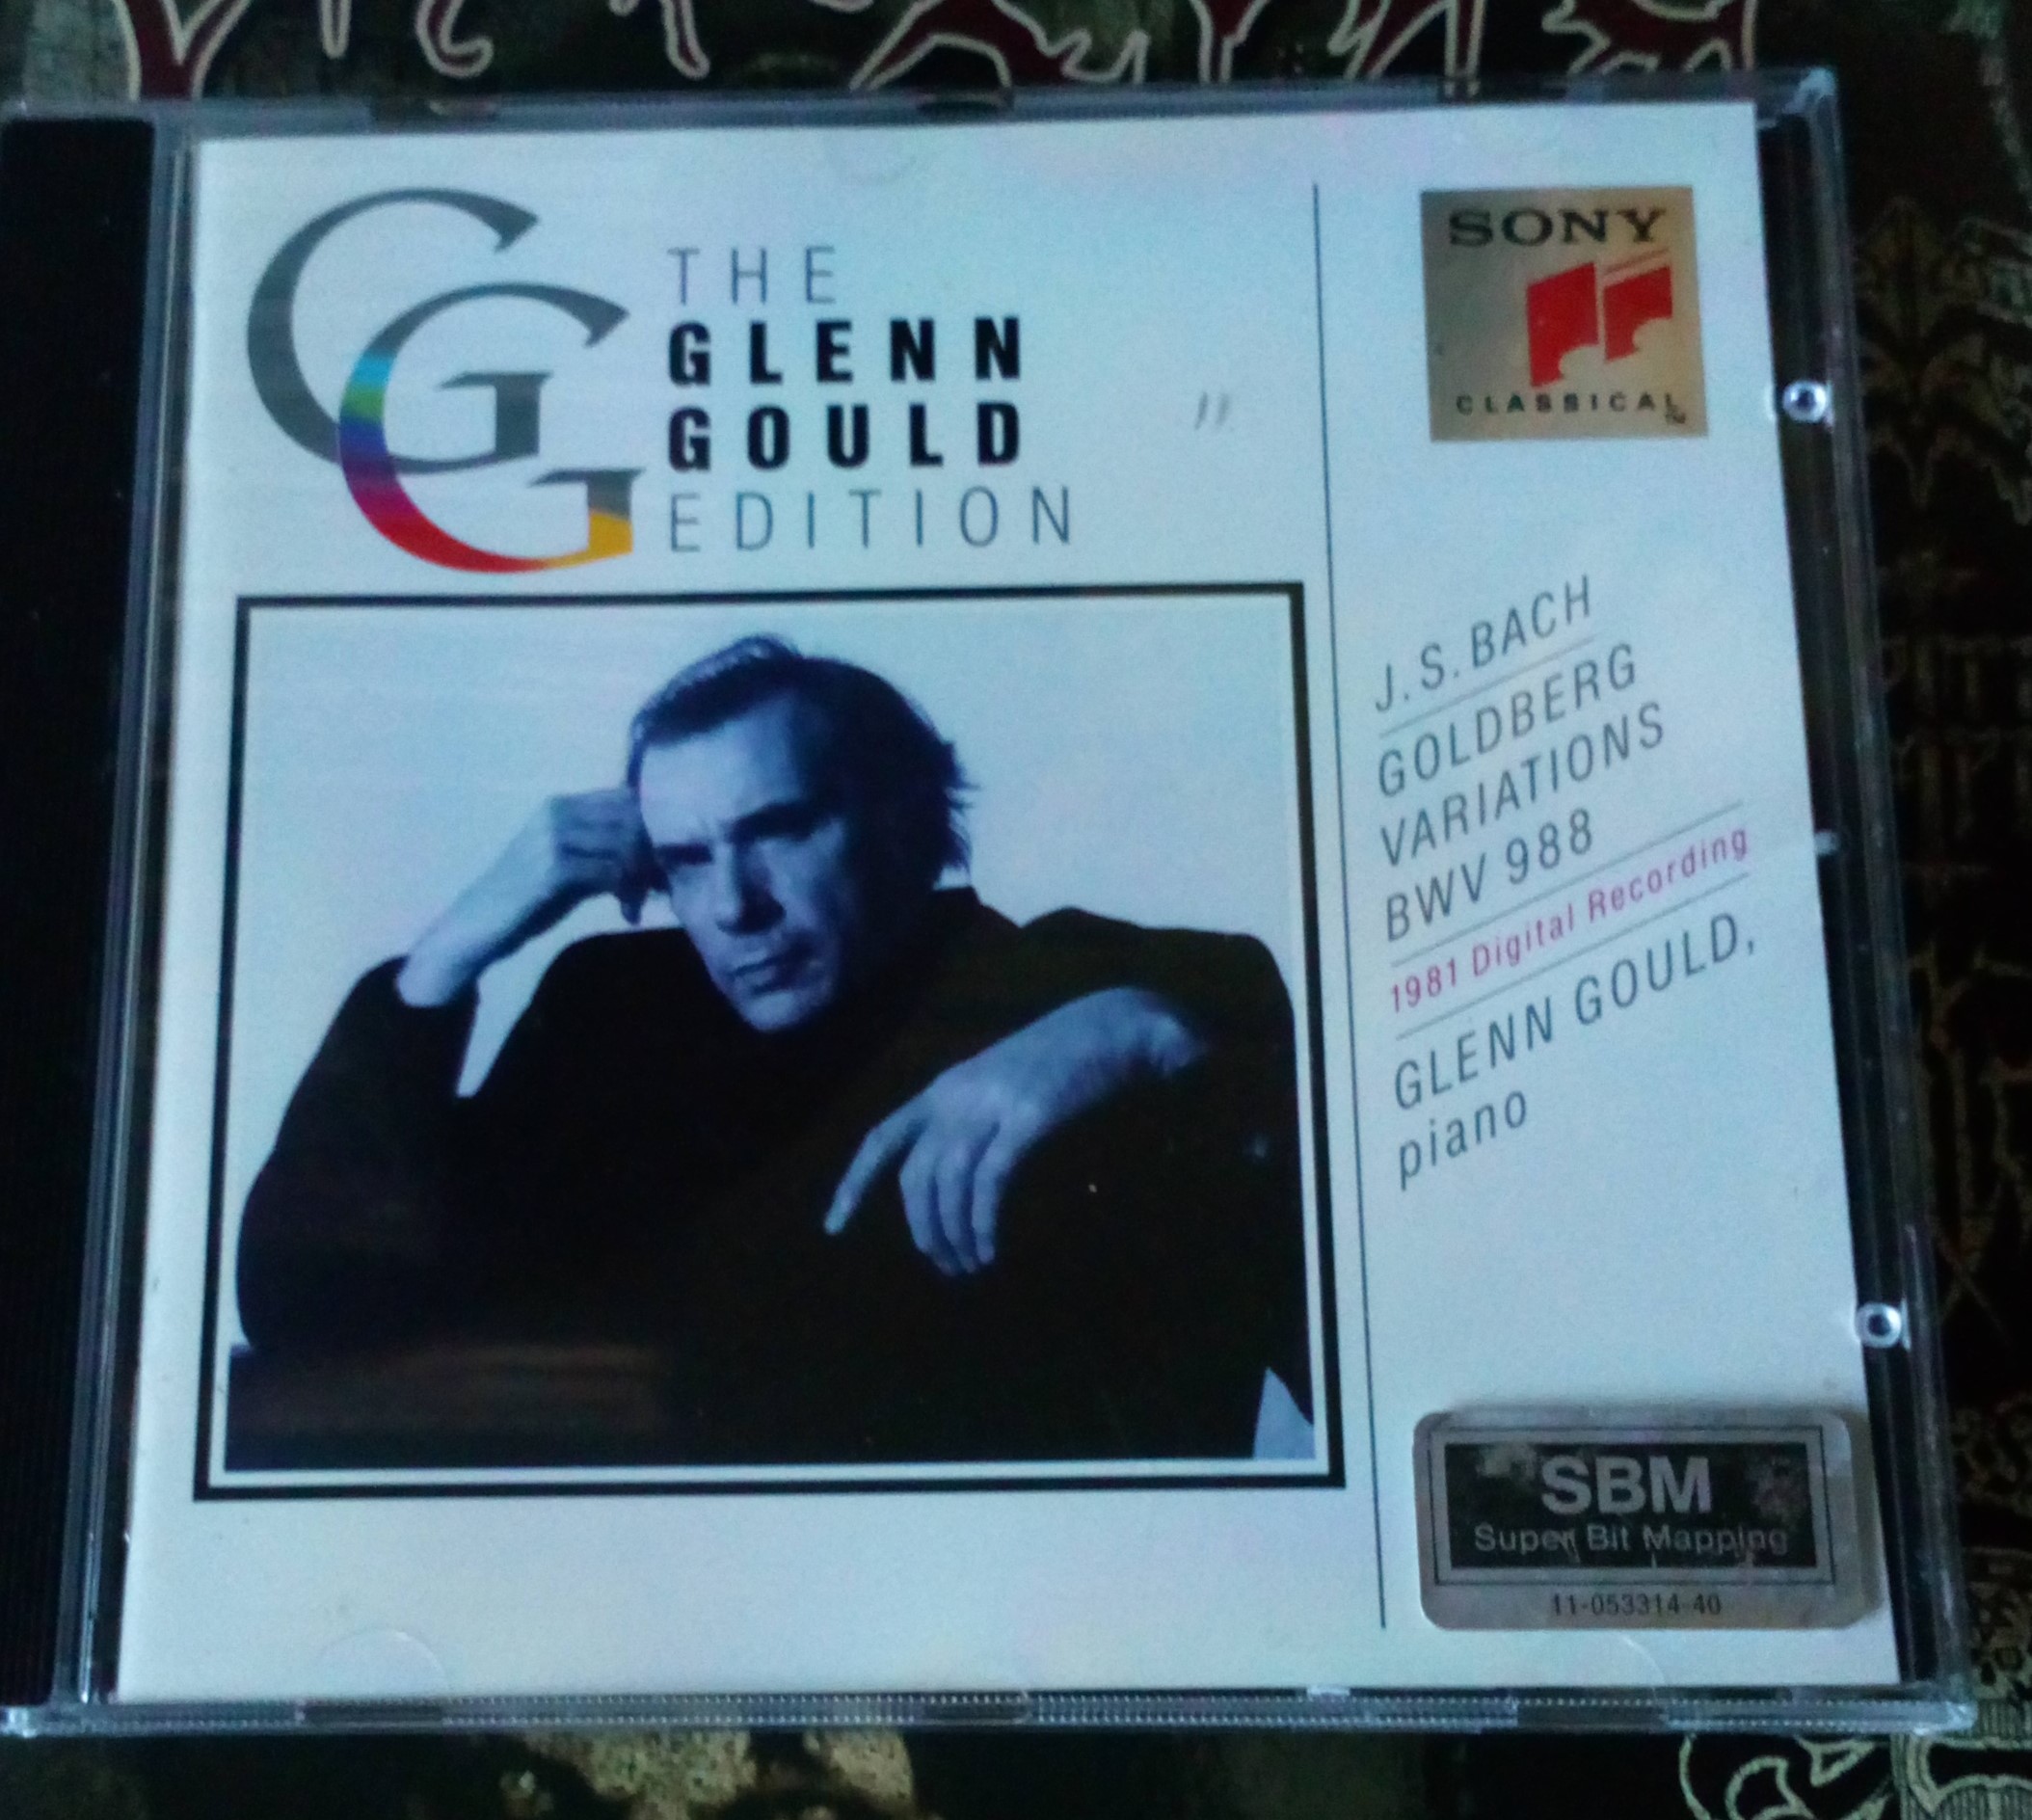 GG
THE
GLENN
GOULD
EDITION
SONY
CLASSICAL
J.S. BACH
GOLDBERG
VARIATIONS
BWV 988
1981 Digital Recording
GLENN GOULD,
piano
SBM
Super Bit Mapping
11-053314-40